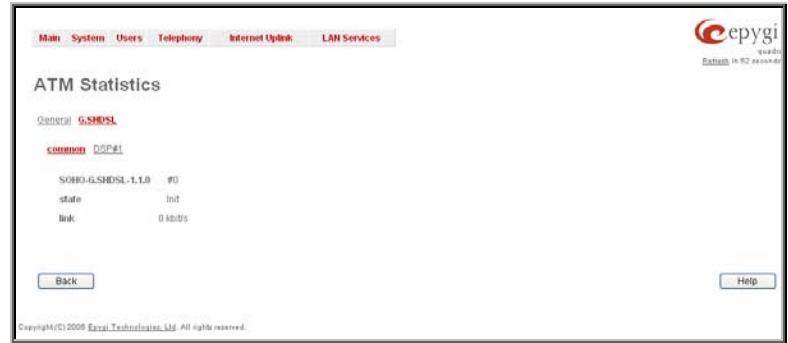 Main System Users Telephony Internet Uplink LAN Services
epygi
quadro
Refresh in 52 seconds
ATM Statistics
General G.SHDSL
common DSP#1
SOHO-G.SHDSL-1.1.0 #0
state Init
link 0 kbit/s
Back
Help
Copyright (C) 2006 Epygi Technologies, Ltd. All rights reserved.